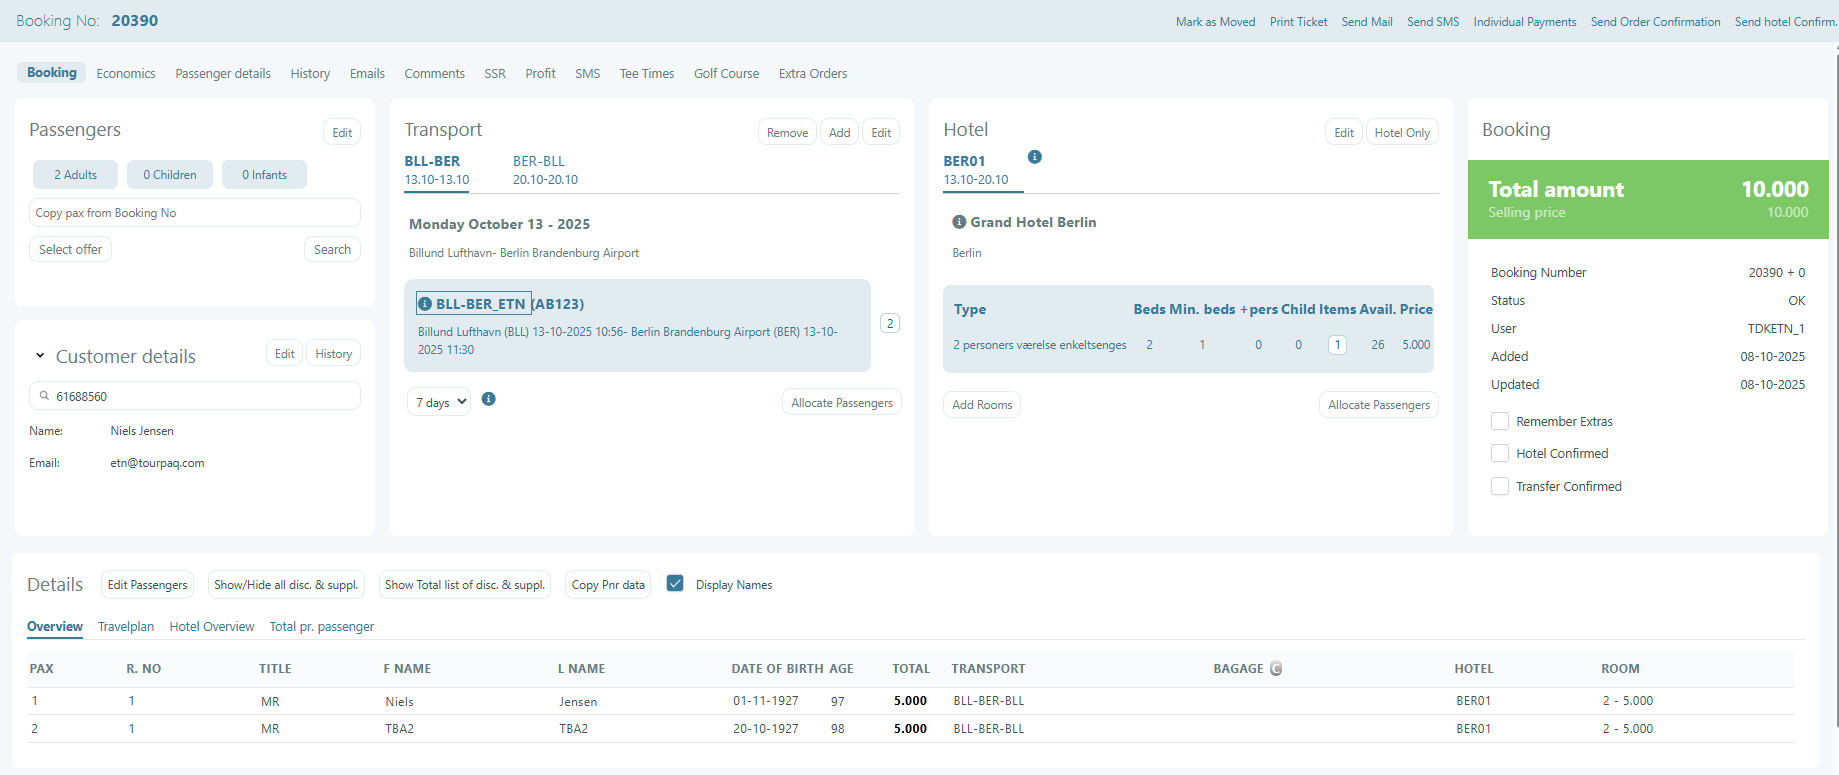 Booking No: 20390
Mark as Moved Print Ticket Send Mail Send SMS Individual Payments Send Order Confirmation Send hotel Confirm.
Booking Economics Passenger details History Emails Comments SSR Profit SMS Tee Times Golf Course Extra Orders
Passengers
Edit
2 Adults 0 Children 0 Infants
Copy pax from Booking No
Select offer Search
Customer details
Edit History
61688560
Name: Niels Jensen
Email: etn@tourpaq.com
Transport
Remove Add Edit
BLL-BER BER-BLL
13.10-13.10 20.10-20.10
Monday October 13 - 2025
Billund Lufthavn- Berlin Brandenburg Airport
BLL-BER_ETN (AB123)
Billund Lufthavn (BLL) 13-10-2025 10:56- Berlin Brandenburg Airport (BER) 13-10-
2025 11:30
2
7 days Allocate Passengers
Hotel
Edit Hotel Only
BER01
13.10-20.10
Grand Hotel Berlin
Berlin
Type Beds Min. beds +pers Child Items Avail. Price
2 personers værelse enkeltsenges 2 1 0 0 1 26 5.000
Add Rooms Allocate Passengers
Booking
Total amount 10.000
Selling price 10.000
Booking Number 20390 + 0
Status OK
User TDKETN_1
Added 08-10-2025
Updated 08-10-2025
Remember Extras
Hotel Confirmed
Transfer Confirmed
Details Edit Passengers Show/Hide all disc. & suppl. Show Total list of disc. & suppl. Copy Pnr data Display Names
Overview Travelplan Hotel Overview Total pr. passenger
PAX R. NO TITLE F NAME L NAME DATE OF BIRTH AGE TOTAL TRANSPORT BAGAGE C HOTEL ROOM
1 1 MR Niels Jensen 01-11-1927 97 5.000 BLL-BER-BLL BER01 2 - 5.000
2 1 MR TBA2 TBA2 20-10-1927 98 5.000 BLL-BER-BLL BER01 2 - 5.000